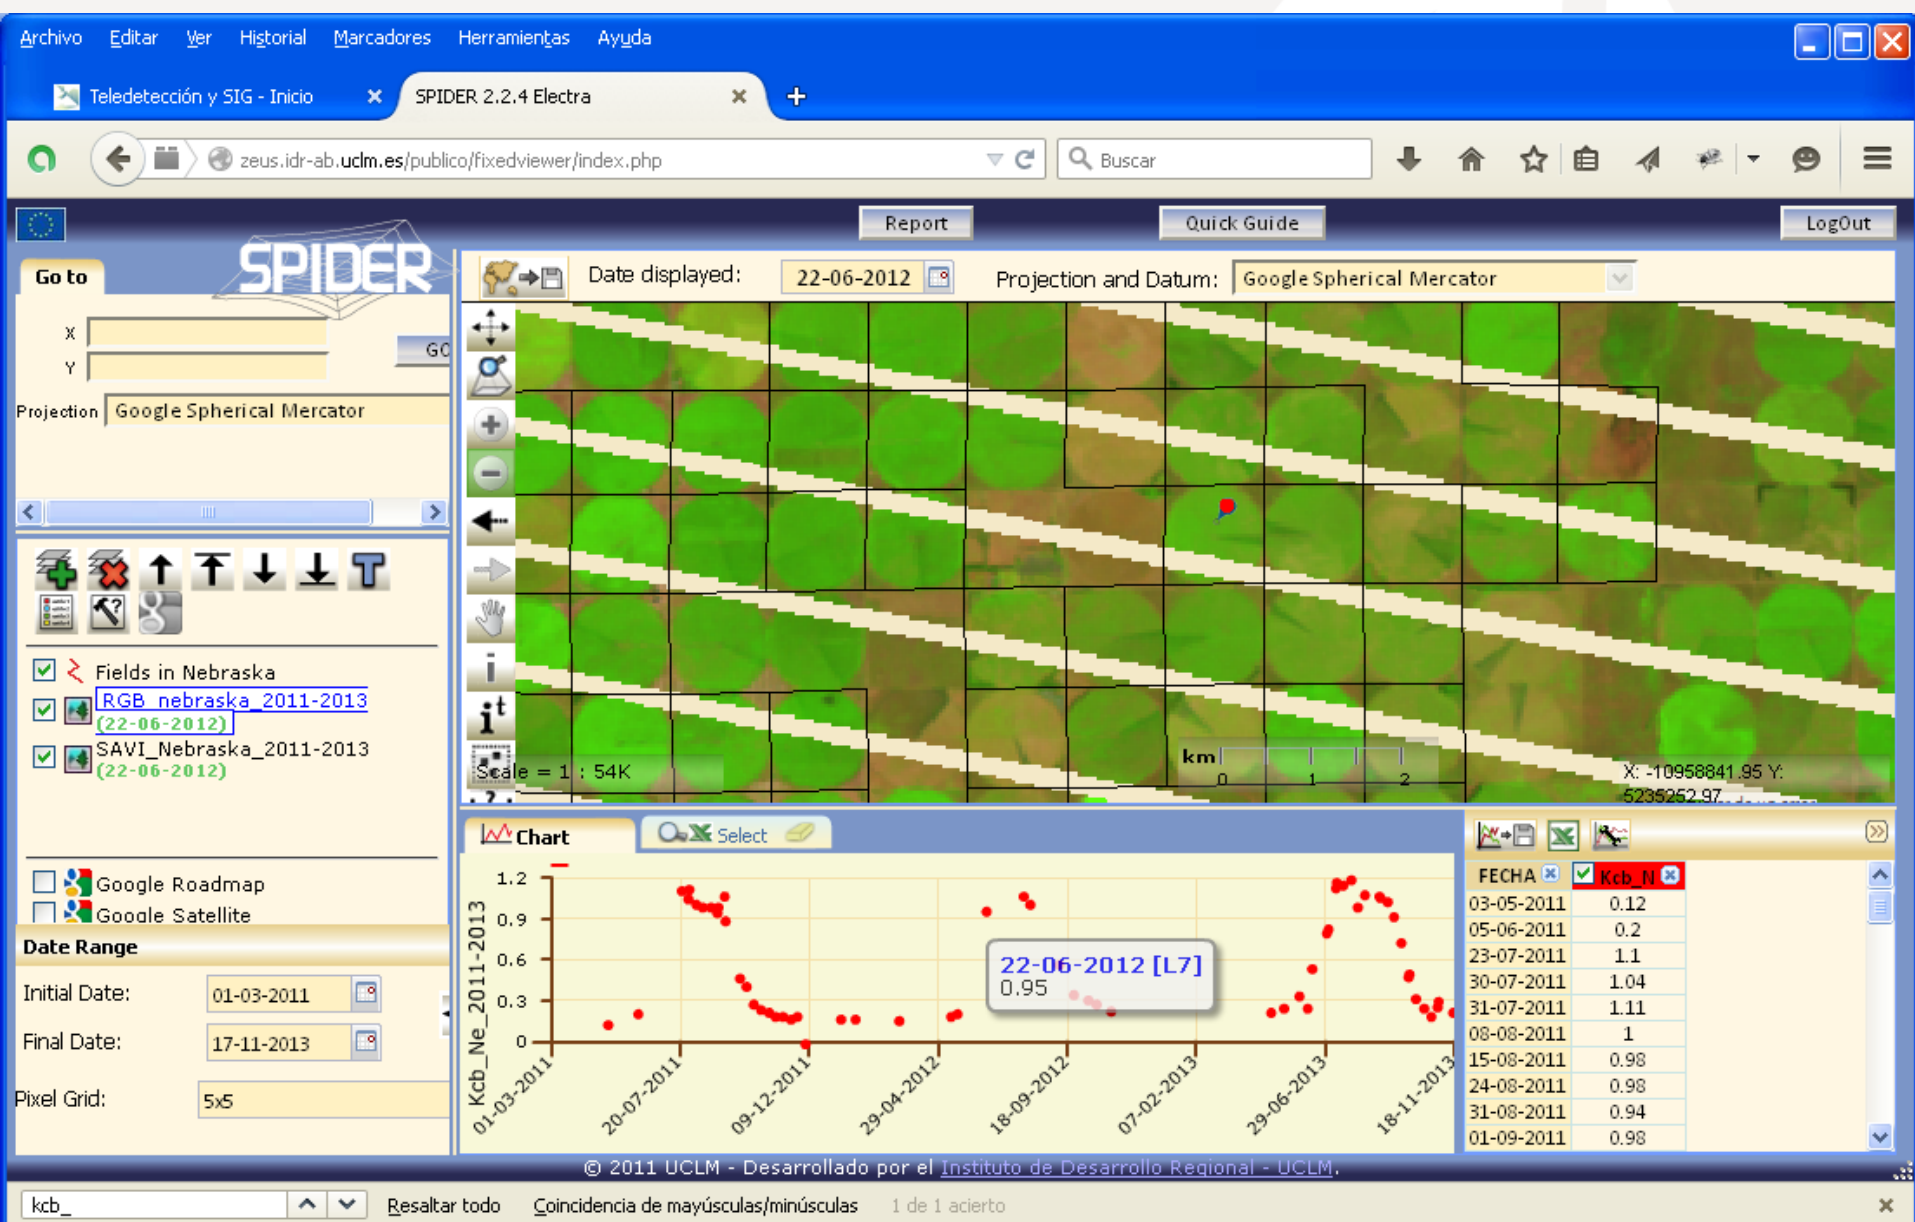 Archivo Editar Ver Historial Marcadores Herramientas Ayuda
Teledetección y SIG - Inicio
SPIDER 2.2.4 Electra
zeus.idr-ab.uclm.es/publico/fixedviewer/index.php
Buscar
Report Quick Guide LogOut
SPIDER
Go to
X
Y
GO
Projection Google Spherical Mercator
Date displayed: 22-06-2012 Projection and Datum: Google Spherical Mercator
Fields in Nebraska
RGB_nebraska_2011-2013
(22-06-2012)
SAVI_Nebraska_2011-2013
(22-06-2012)
Google Roadmap
Google Satellite
Date Range
Initial Date: 01-03-2011
Final Date: 17-11-2013
Pixel Grid: 5x5
Scale = 1 : 54K
km
0 1 2
X: -10958841.95 Y:
5235252.97
Chart
Select
Kcb_Ne_2011-2013
1.2
0.9
0.6
0.3
0
22-06-2012 [L7]
0.95
01-03-2011 20-07-2011 09-12-2011 29-04-2012 18-09-2012 07-02-2013 29-06-2013 18-11-2013
FECHA Kcb_N
03-05-2011 0.12
05-06-2011 0.2
23-07-2011 1.1
30-07-2011 1.04
31-07-2011 1.11
08-08-2011 1
15-08-2011 0.98
24-08-2011 0.98
31-08-2011 0.94
01-09-2011 0.98
© 2011 UCLM - Desarrollado por el Instituto de Desarrollo Regional - UCLM.
kcb_ Resaltar todo Coincidencia de mayúsculas/minúsculas 1 de 1 acierto